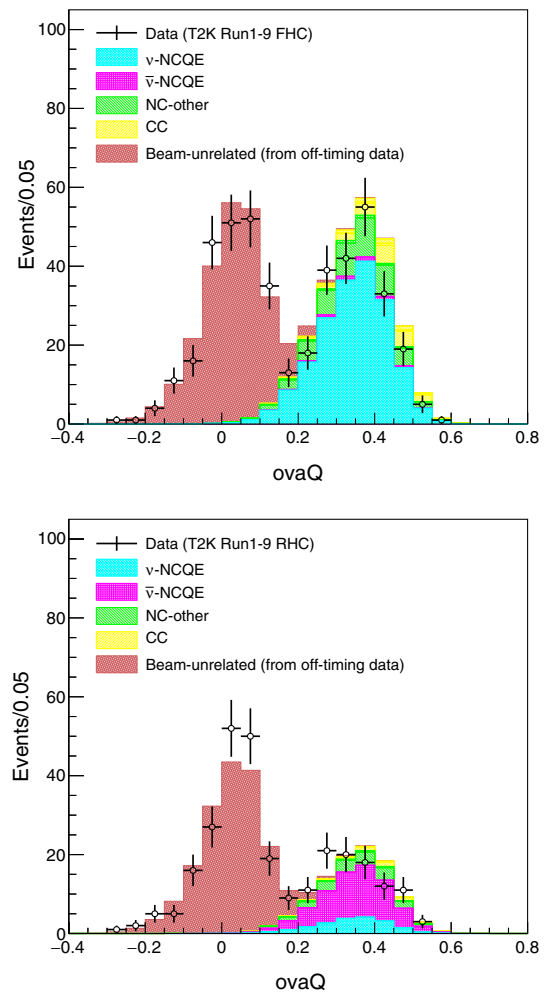 100
80
60
40
20
0
Events/0.05
Data (T2K Run1-9 FHC)
ν-NCQE
ν̅-NCQE
NC-other
CC
Beam-unrelated (from off-timing data)
−0.4 −0.2 0 0.2 0.4 0.6 0.8
ovaQ
100
80
60
40
20
0
Events/0.05
Data (T2K Run1-9 RHC)
ν-NCQE
ν̅-NCQE
NC-other
CC
Beam-unrelated (from off-timing data)
−0.4 −0.2 0 0.2 0.4 0.6 0.8
ovaQ